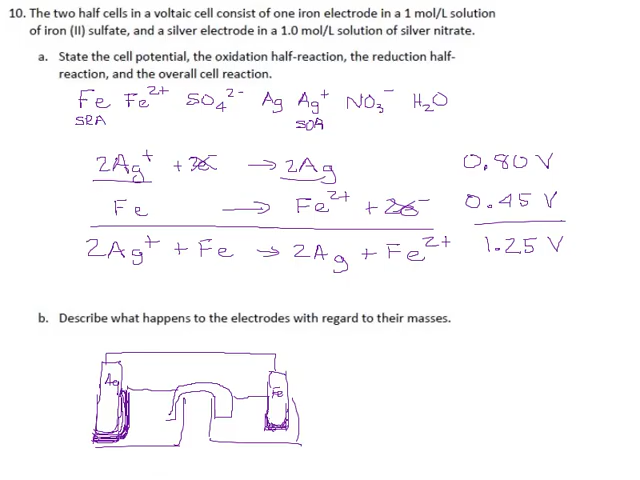 10. The two half cells in a voltaic cell consist of one iron electrode in a 1 mol/L solution
of iron (II) sulfate, and a silver electrode in a 1.0 mol/L solution of silver nitrate.
a. State the cell potential, the oxidation half-reaction, the reduction half-
reaction, and the overall cell reaction.
Fe Fe²⁺ SO₄²⁻ Ag Ag⁺ NO₃⁻ H₂O
SRA SOA
2Ag⁺ + 2e⁻ → 2Ag 0.80 V
Fe → Fe²⁺ + 2e⁻ 0.45 V
2Ag⁺ + Fe → 2Ag + Fe²⁺ 1.25 V
b. Describe what happens to the electrodes with regard to their masses.
Ag Fe